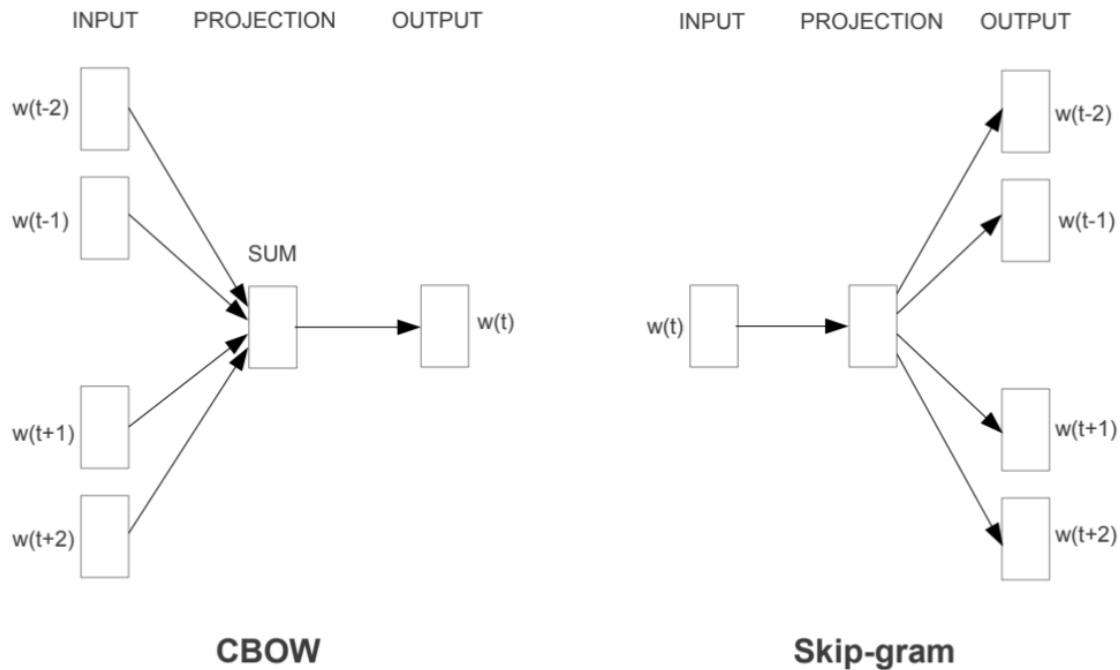 INPUT PROJECTION OUTPUT
w(t-2)
w(t-1)
SUM
w(t)
w(t+1)
w(t+2)
CBOW
INPUT PROJECTION OUTPUT
w(t-2)
w(t-1)
w(t)
w(t+1)
w(t+2)
Skip-gram